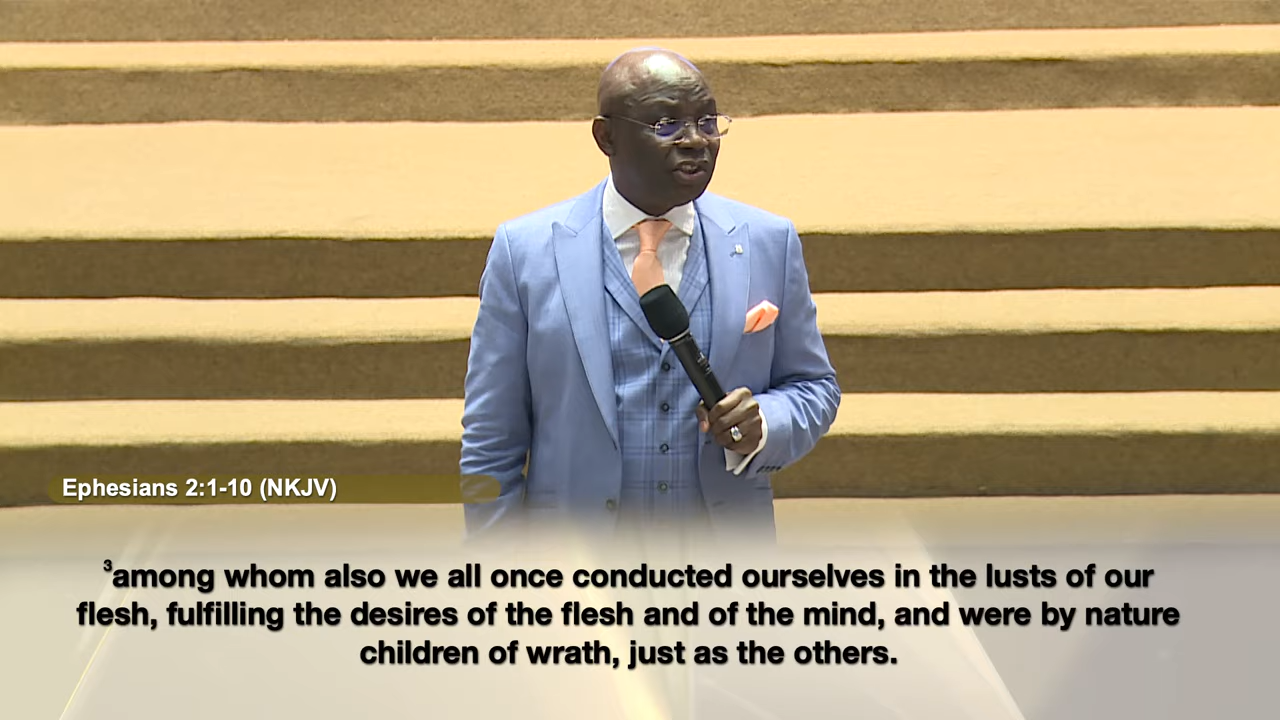 Ephesians 2:1-10 (NKJV)
³among whom also we all once conducted ourselves in the lusts of our
flesh, fulfilling the desires of the flesh and of the mind, and were by nature
children of wrath, just as the others.